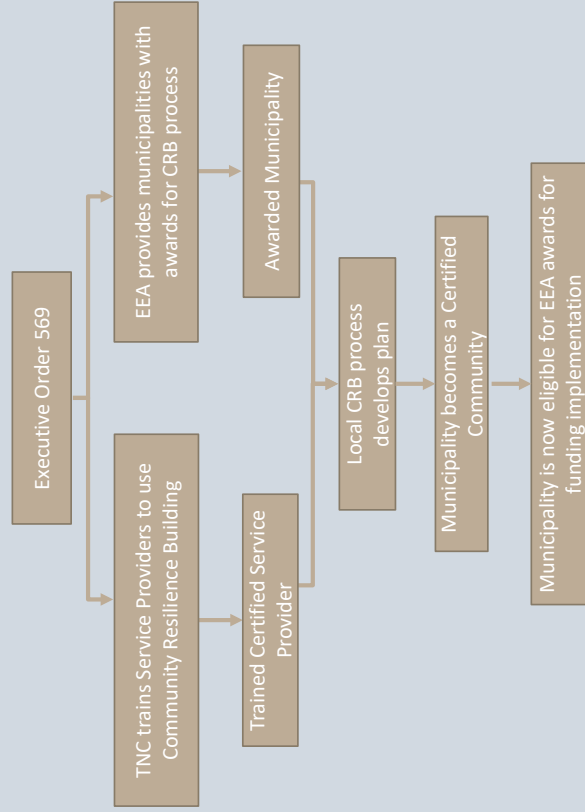 Executive Order 569
TNC trains Service Providers to use
Community Resilience Building
EEA provides municipalities with
awards for CRB process
Trained Certified Service
Provider
Awarded Municipality
Local CRB process
develops plan
Municipality becomes a Certified
Community
Municipality is now eligible for EEA awards for
funding implementation